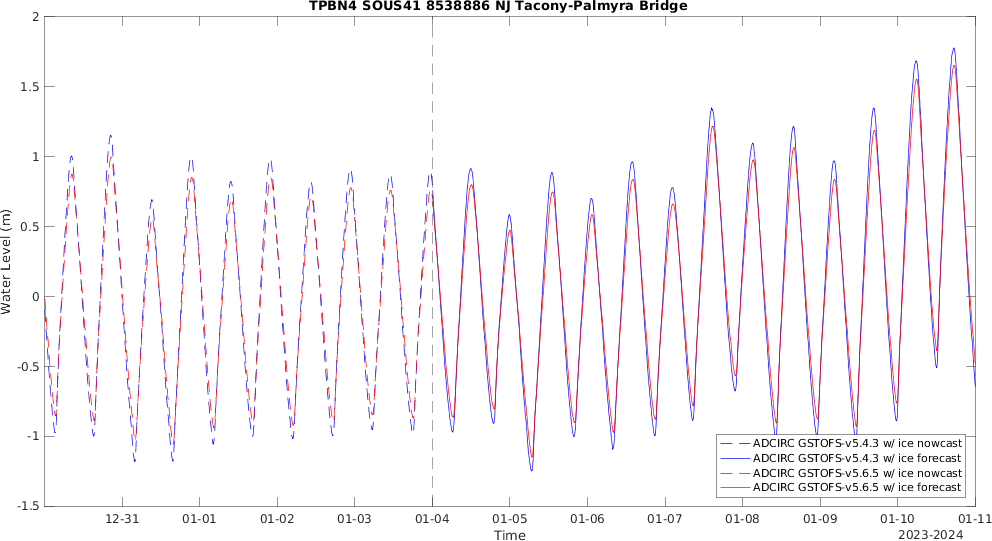 TPBN4 SOUS41 8538886 NJ Tacony-Palmyra Bridge
2
1.5
1
0.5
0
-0.5
-1
-1.5
Water Level (m)
ADCIRC GSTOFS-v5.4.3 w/ ice nowcast
ADCIRC GSTOFS-v5.4.3 w/ ice forecast
ADCIRC GSTOFS-v5.6.5 w/ ice nowcast
ADCIRC GSTOFS-v5.6.5 w/ ice forecast
12-31 01-01 01-02 01-03 01-04 01-05 01-06 01-07 01-08 01-09 01-10 01-11
Time
2023-2024